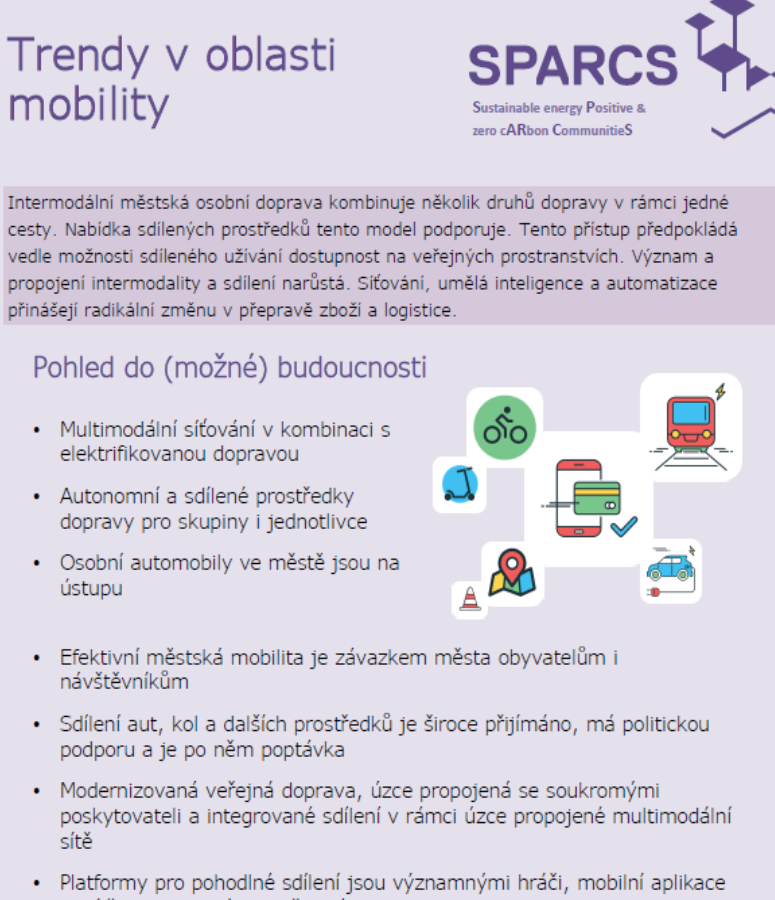 Trendy v oblasti
mobility
SPARCS
Sustainable energy Positive &
zero cARbon CommunitieS
Intermodální městská osobní doprava kombinuje několik druhů dopravy v rámci jedné
cesty. Nabídka sdílených prostředků tento model podporuje. Tento přístup předpokládá
vedle možnosti sdíleného užívání dostupnost na veřejných prostranstvích. Význam a
propojení intermodality a sdílení narůstá. Síťování, umělá inteligence a automatizace
přinášejí radikální změnu v přepravě zboží a logistice.
Pohled do (možné) budoucnosti
• Multimodální síťování v kombinaci s
elektrifikovanou dopravou
• Autonomní a sdílené prostředky
dopravy pro skupiny i jednotlivce
• Osobní automobily ve městě jsou na
ústupu
• Efektivní městská mobilita je závazkem města obyvatelům i
návštěvníkům
• Sdílení aut, kol a dalších prostředků je široce přijímáno, má politickou
podporu a je po něm poptávka
• Modernizovaná veřejná doprava, úzce propojená se soukromými
poskytovateli a integrované sdílení v rámci úzce propojené multimodální
sítě
• Platformy pro pohodlné sdílení jsou významnými hráči, mobilní aplikace